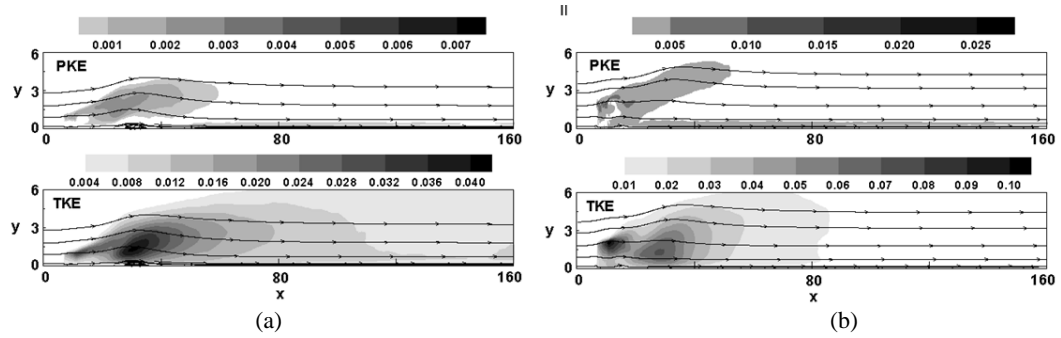 0.001 0.002 0.003 0.004 0.005 0.006 0.007
6
PKE
y 3
0
0 80 160
0.004 0.008 0.012 0.016 0.020 0.024 0.028 0.032 0.036 0.040
6
TKE
y 3
0
0 80 160
x
(a)
II
0.005 0.010 0.015 0.020 0.025
6
PKE
y 3
0
0 80 160
0.01 0.02 0.03 0.04 0.05 0.06 0.07 0.08 0.09 0.10
6
TKE
y 3
0
0 80 160
x
(b)